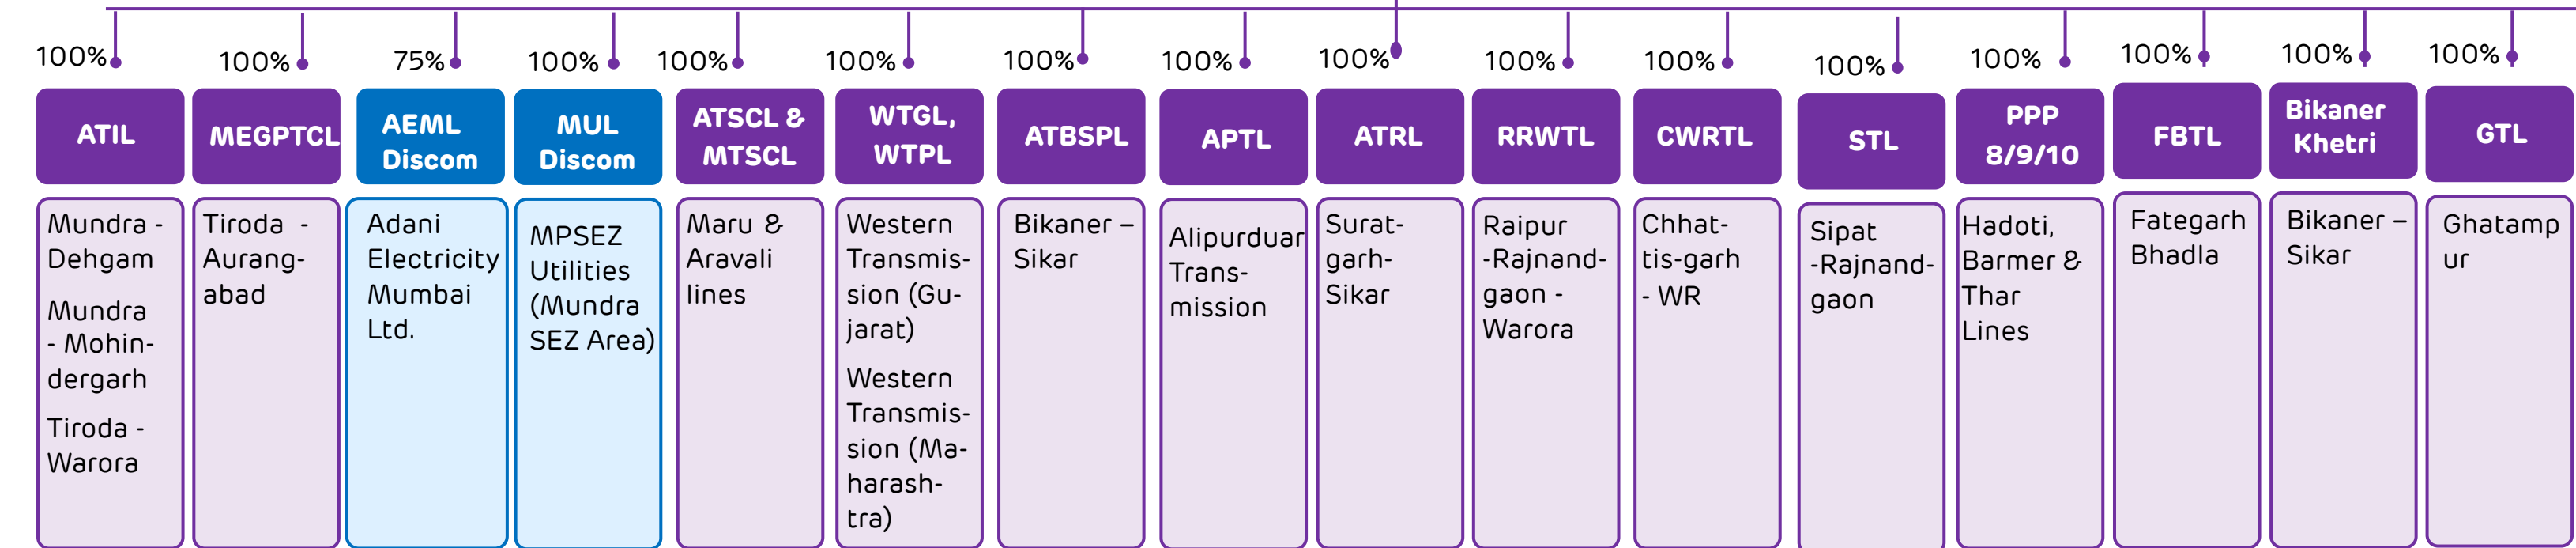 100%
ATIL
Mundra -
Dehgam
Mundra
- Mohin-
dergarh
Tiroda -
Warora
100%
MEGPTCL
Tiroda -
Aurang-
abad
75%
AEML
Discom
Adani
Electricity
Mumbai
Ltd.
100%
MUL
Discom
MPSEZ
Utilities
(Mundra
SEZ Area)
100%
ATSCL &
MTSCL
Maru &
Aravali
lines
100%
WTGL,
WTPL
Western
Transmis-
sion (Gu-
jarat)
Western
Transmis-
sion (Ma-
harash-
tra)
100%
ATBSPL
Bikaner –
Sikar
100%
APTL
Alipurduar
Trans-
mission
100%
ATRL
Surat-
garh-
Sikar
100%
RRWTL
Raipur
-Rajnand-
gaon -
Warora
100%
CWRTL
Chhat-
tis-garh
- WR
100%
STL
Sipat
-Rajnand-
gaon
100%
PPP
8/9/10
Hadoti,
Barmer &
Thar
Lines
100%
FBTL
Fategarh
Bhadla
100%
Bikaner
Khetri
Bikaner –
Sikar
100%
GTL
Ghatamp
ur